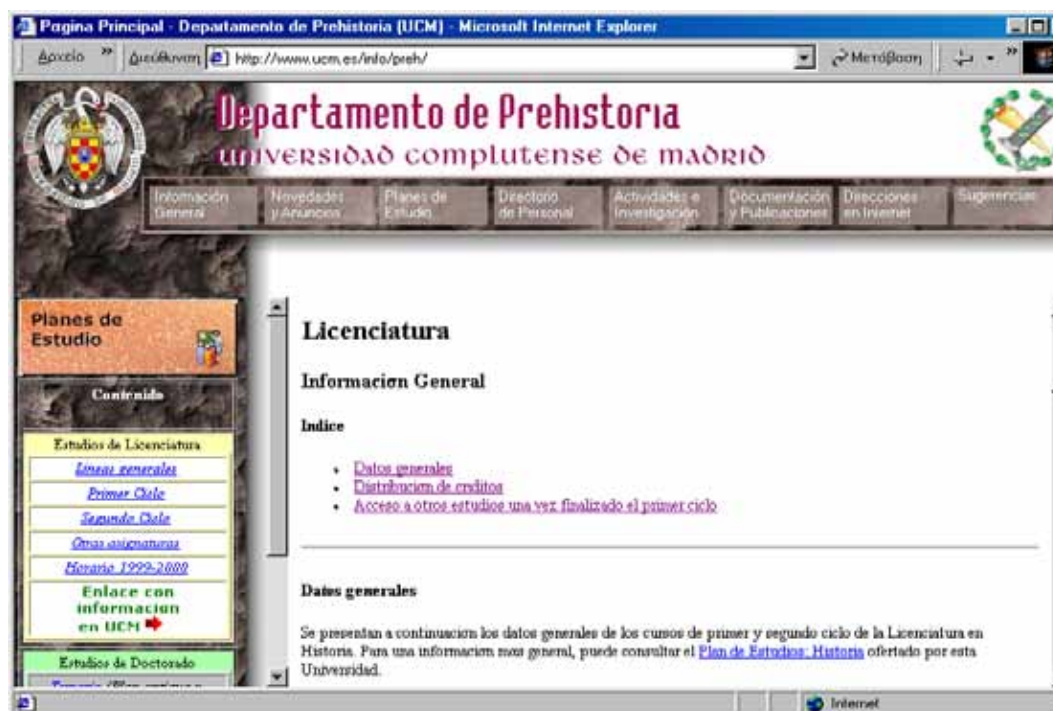 Pagina Principal - Departamento de Prehistoria (UCM) - Microsoft Internet Explorer
Αρχείο » Διεύθυνση http://www.ucm.es/info/preh/ Μετάβαση »
Departamento de Prehistoria
universidad complutense de madrid
Información General
Novedades y Anuncios
Planes de Estudio
Directorio de Personal
Actividades e Investigación
Documentación y Publicaciones
Direcciones en Internet
Sugerencias
Planes de
Estudio
Contenido
Estudios de Licenciatura
Líneas generales
Primer Ciclo
Segundo Ciclo
Otras asignaturas
Horario 1999-2000
Enlace con
informacion
en UCM
Estudios de Doctorado
Licenciatura
Informacion General
Indice
Datos generales
Distribucion de creditos
Acceso a otros estudios una vez finalizado el primer ciclo
Datos generales
Se presentan a continuacion los datos generales de los cursos de primer y segundo ciclo de la Licenciatura en
Historia. Para una informacion mas general, puede consultar el Plan de Estudios: Historia ofertado por esta
Universidad.
Internet